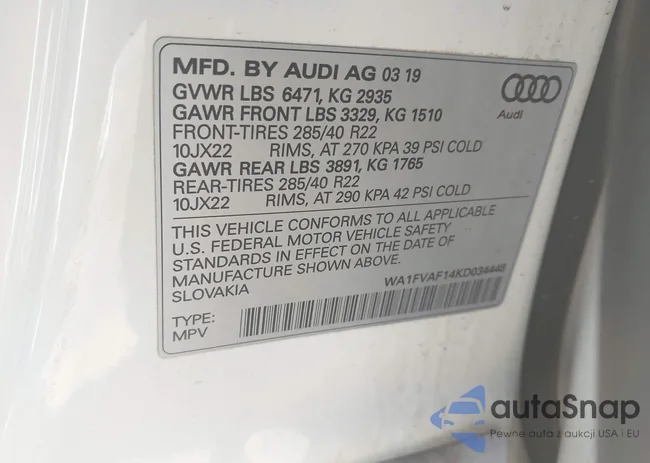 MFD. BY AUDI AG 03 19
GVWR LBS 6471, KG 2935
GAWR FRONT LBS 3329, KG 1510
FRONT-TIRES 285/40 R22
10JX22 RIMS, AT 270 KPA 39 PSI COLD
GAWR REAR LBS 3891, KG 1765
REAR-TIRES 285/40 R22
10JX22 RIMS, AT 290 KPA 42 PSI COLD
THIS VEHICLE CONFORMS TO ALL APPLICABLE
U.S. FEDERAL MOTOR VEHICLE SAFETY
STANDARDS IN EFFECT ON THE DATE OF
MANUFACTURE SHOWN ABOVE.
SLOVAKIA
WA1FVAF14KD034448
TYPE:
MPV
Audi
autaSnap
Pewne auta z aukcji USA i EU